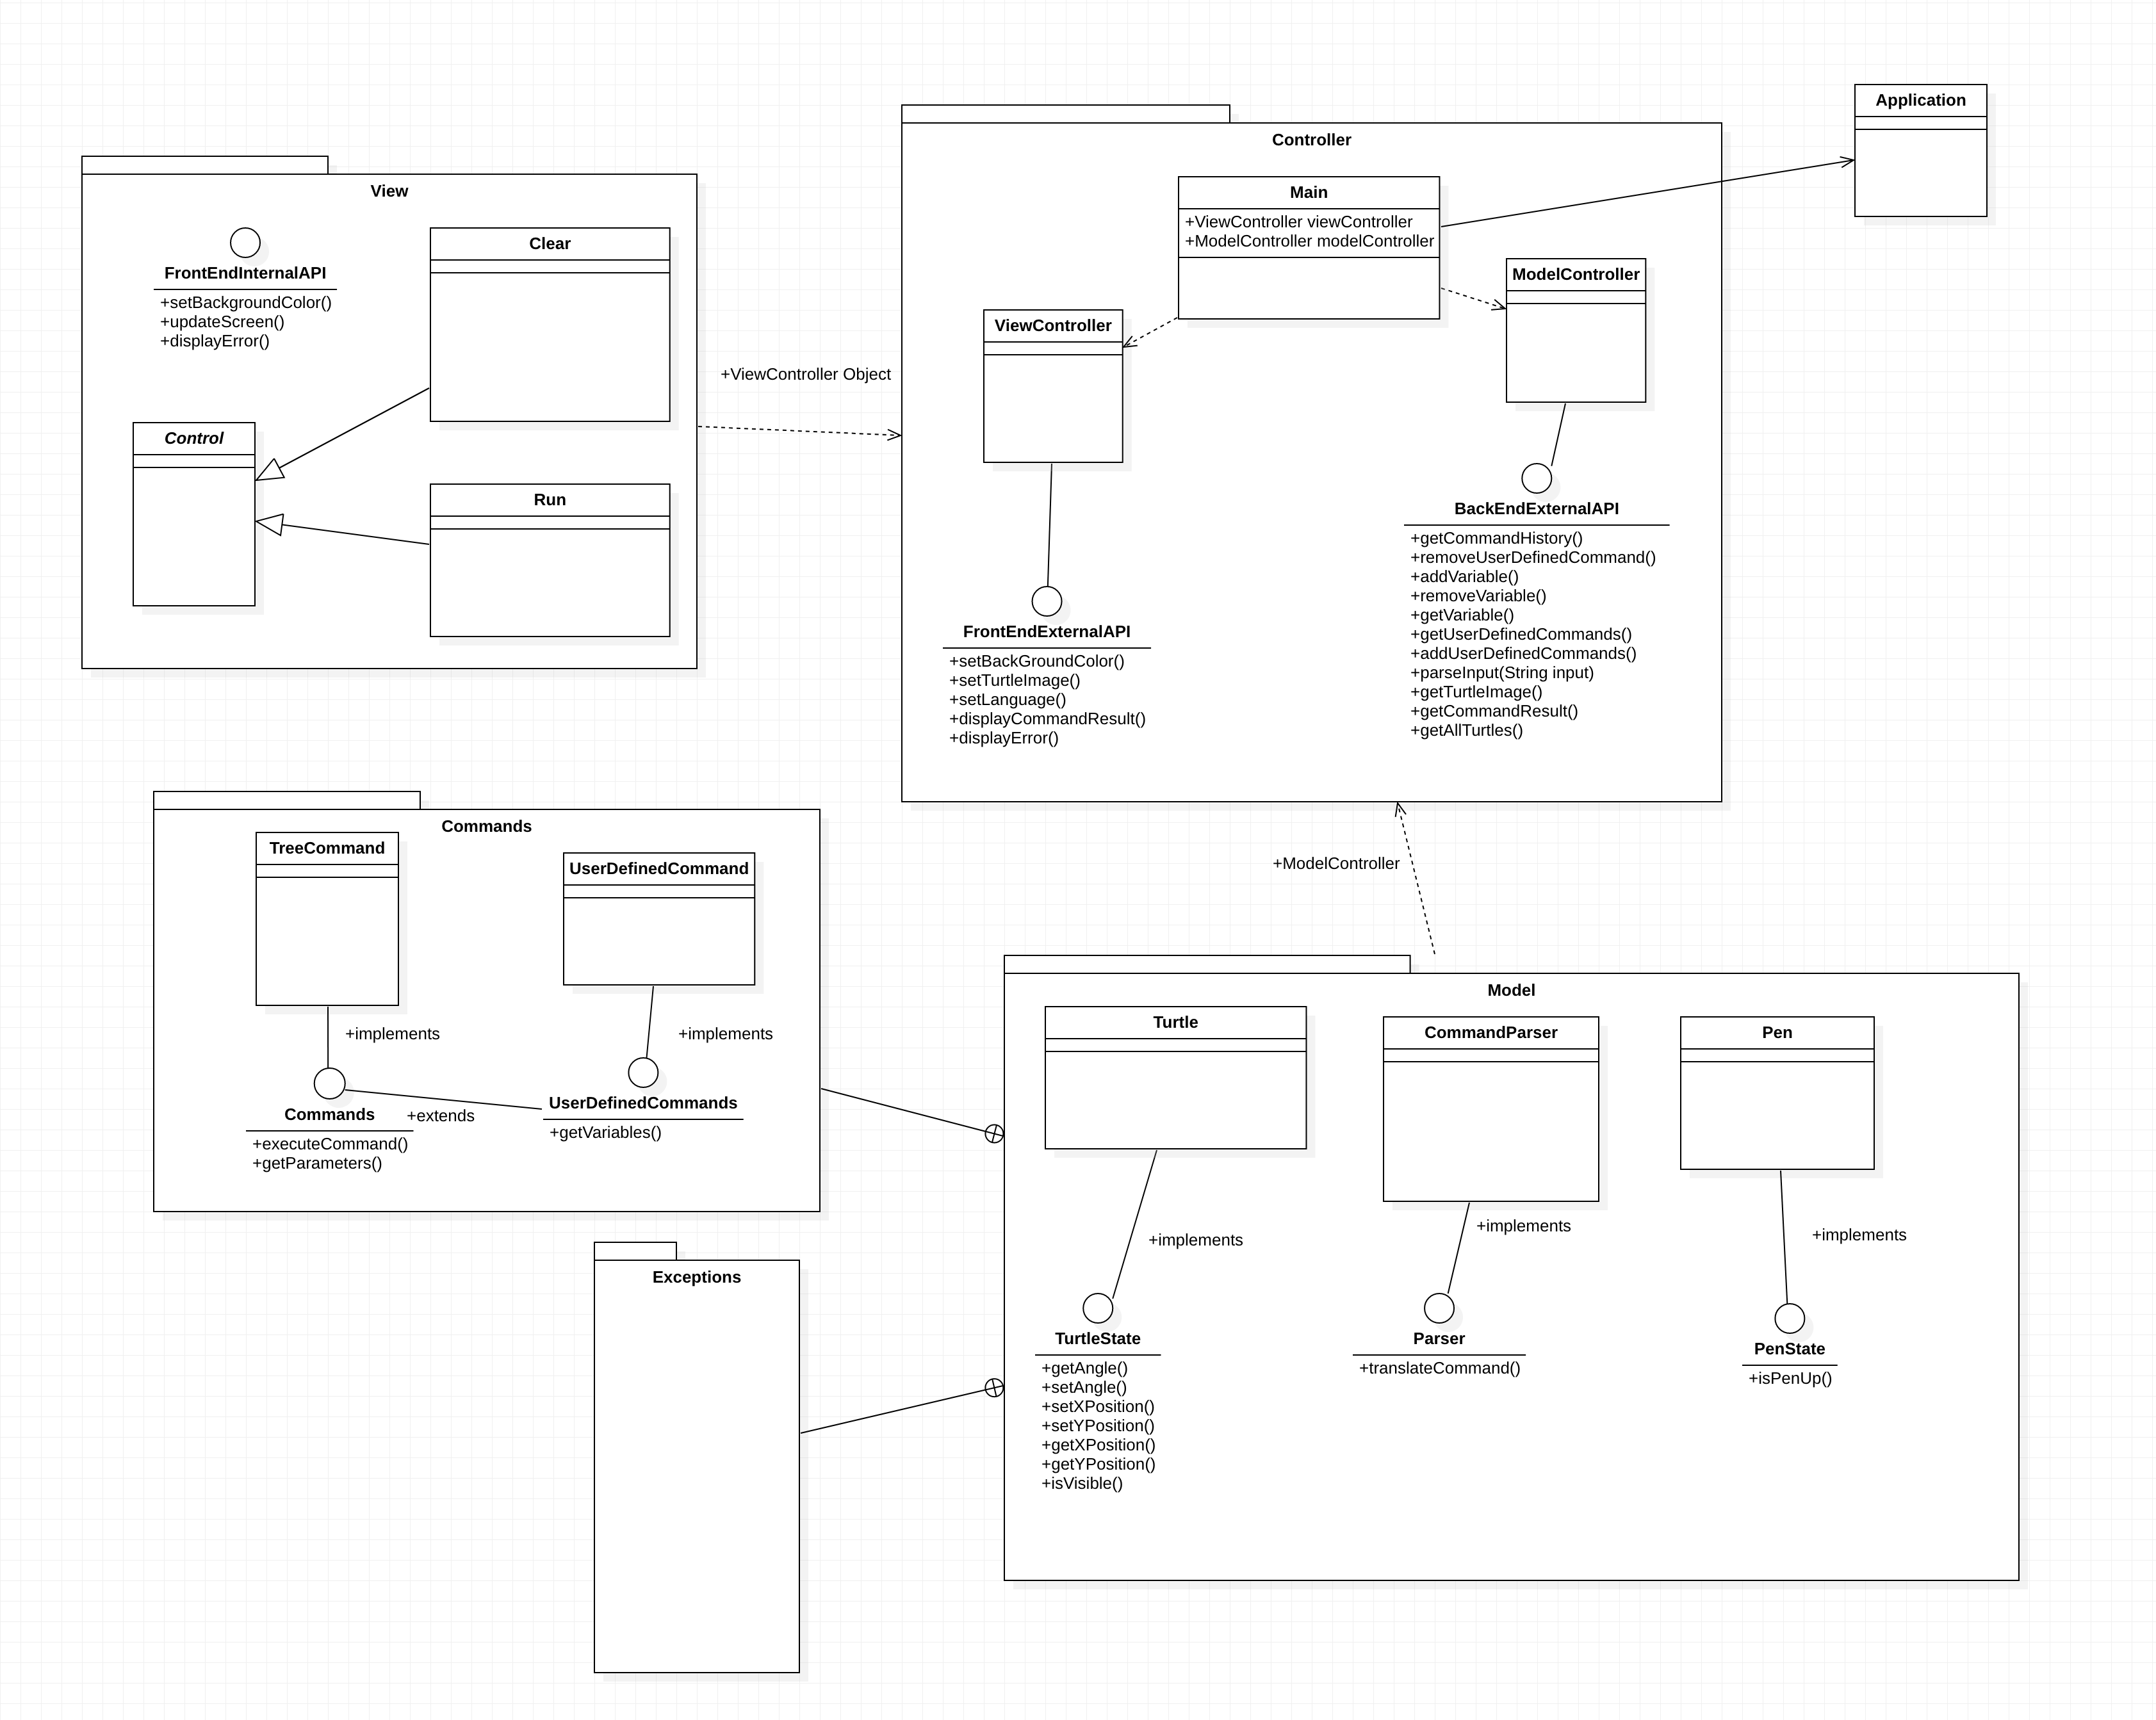 View
FrontEndInternalAPI
+setBackgroundColor()
+updateScreen()
+displayError()
Clear
Control
Run
+ViewController Object
Controller
Main
+ViewController viewController
+ModelController modelController
ViewController
ModelController
FrontEndExternalAPI
+setBackGroundColor()
+setTurtleImage()
+setLanguage()
+displayCommandResult()
+displayError()
BackEndExternalAPI
+getCommandHistory()
+removeUserDefinedCommand()
+addVariable()
+removeVariable()
+getVariable()
+getUserDefinedCommands()
+addUserDefinedCommands()
+parseInput(String input)
+getTurtleImage()
+getCommandResult()
+getAllTurtles()
Application
Commands
TreeCommand
UserDefinedCommand
+implements
+implements
Commands
+executeCommand()
+getParameters()
+extends
UserDefinedCommands
+getVariables()
+ModelController
Exceptions
Model
Turtle
CommandParser
Pen
+implements
+implements
+implements
TurtleState
+getAngle()
+setAngle()
+setXPosition()
+setYPosition()
+getXPosition()
+getYPosition()
+isVisible()
Parser
+translateCommand()
PenState
+isPenUp()